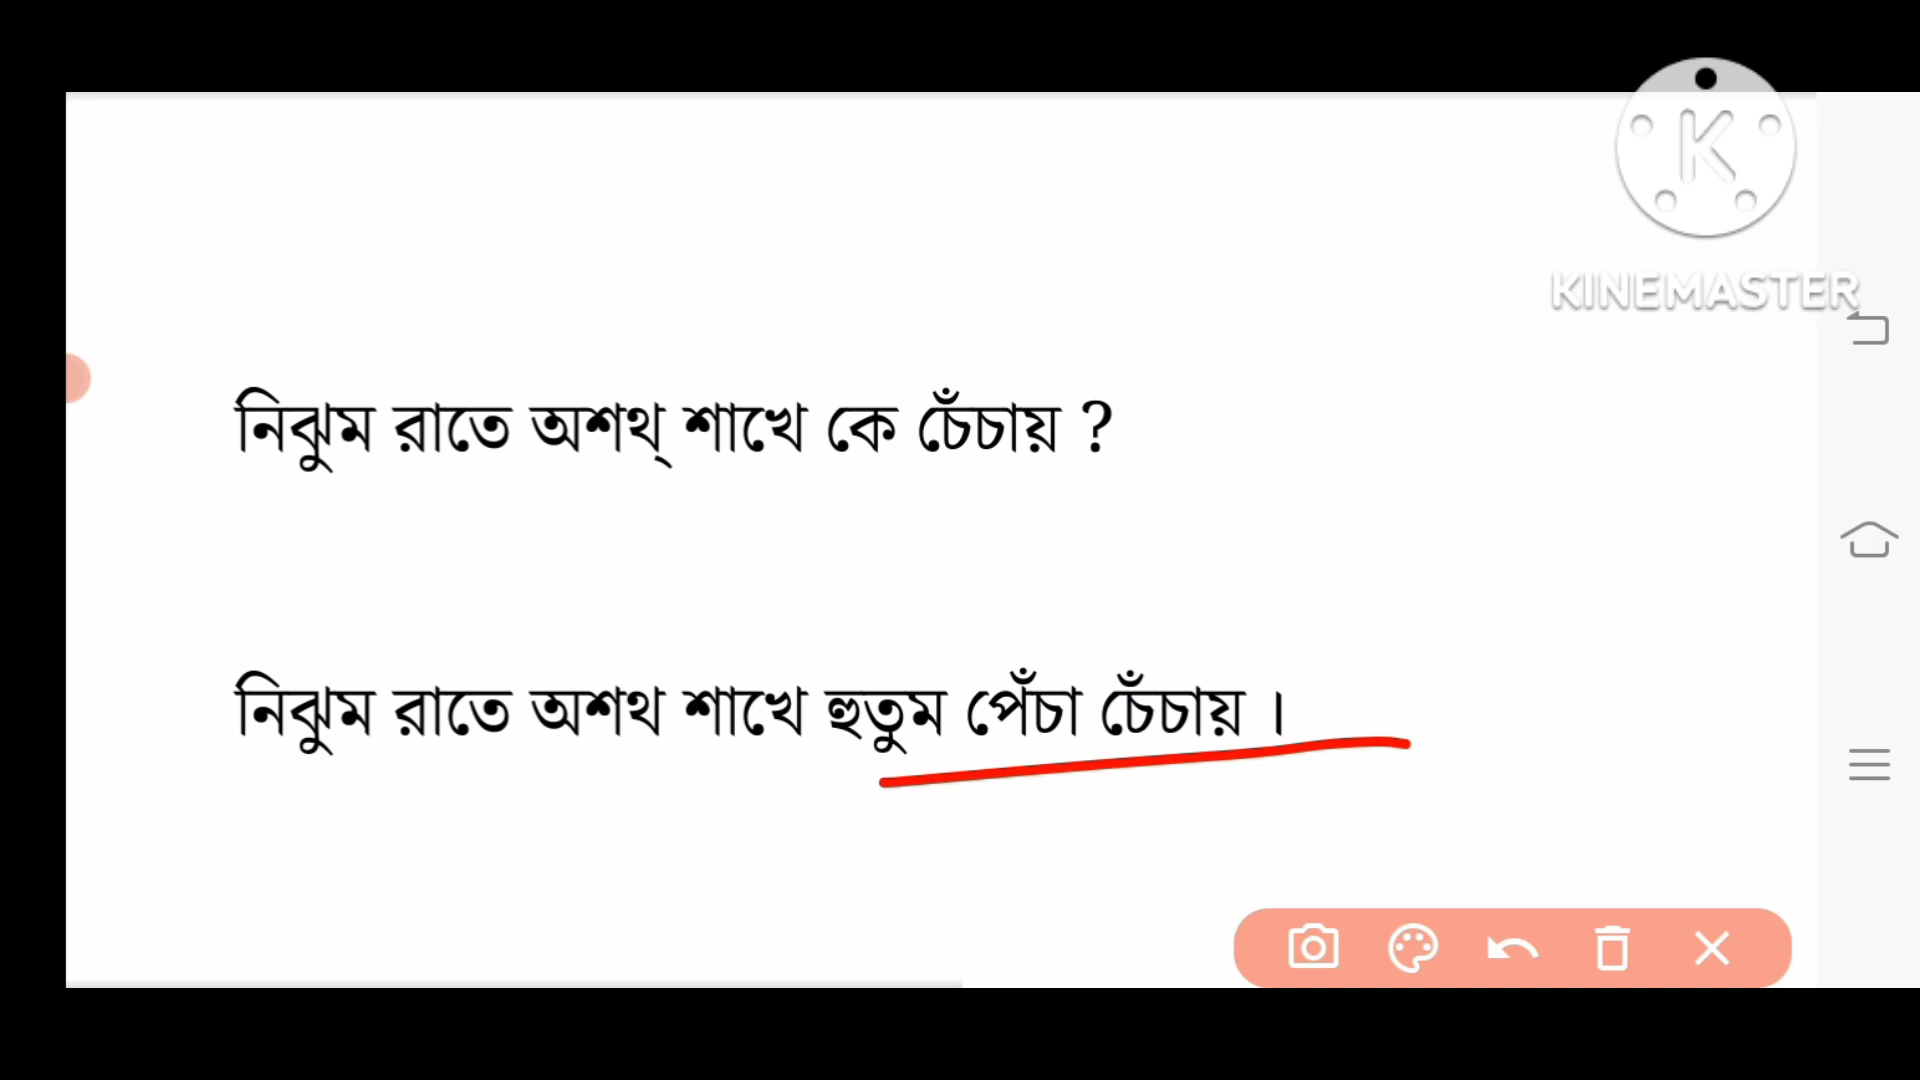 K
KINEMASTER
নিঝুম রাতে অশথ্ শাখে কে চেঁচায় ?
নিঝুম রাতে অশথ শাখে হুতুম পেঁচা চেঁচায় ।